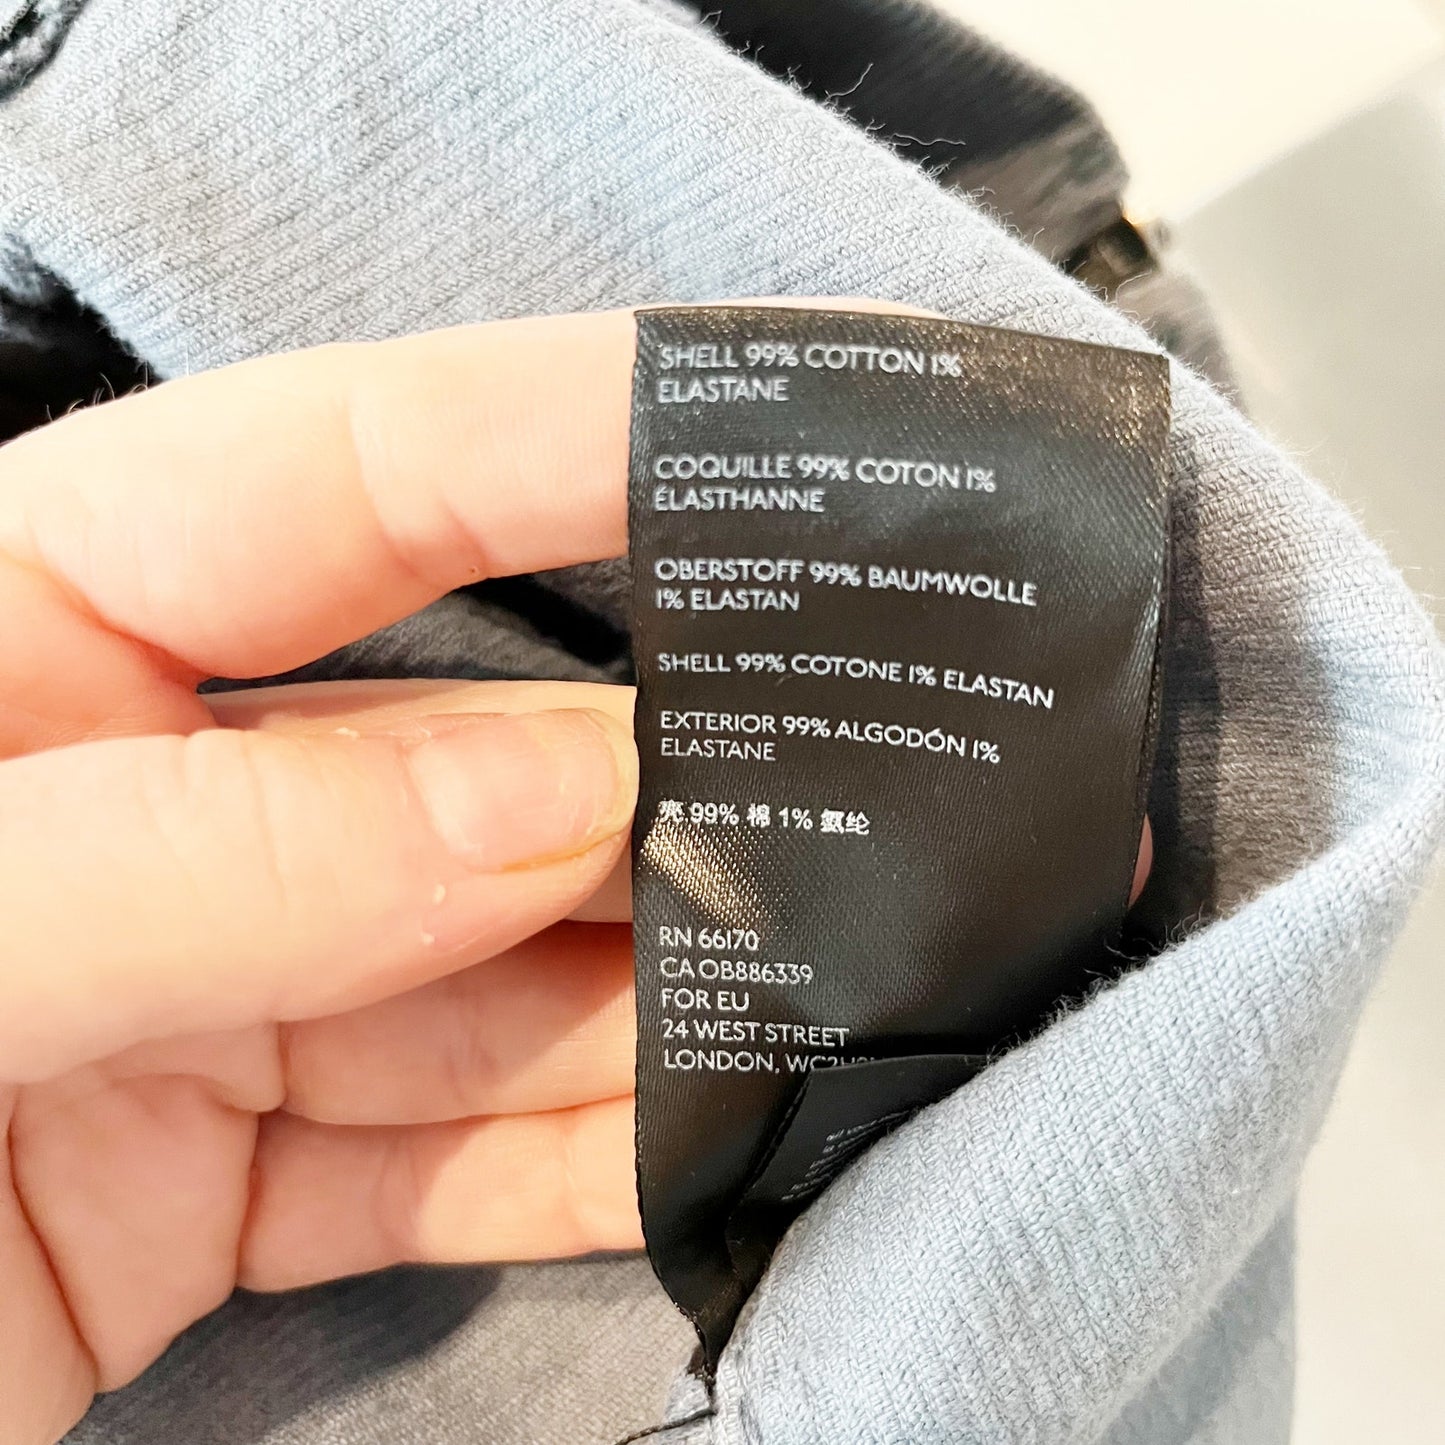 SHELL 99% COTTON 1%
ELASTANE
COQUILLE 99% COTON 1%
ÉLASTHANNE
OBERSTOFF 99% BAUMWOLLE
1% ELASTAN
SHELL 99% COTONE 1% ELASTAN
EXTERIOR 99% ALGODÓN 1%
ELASTANE
99% 棉 1% 氨纶
RN 66170
CA OB886339
FOR EU
24 WEST STREET
LONDON,